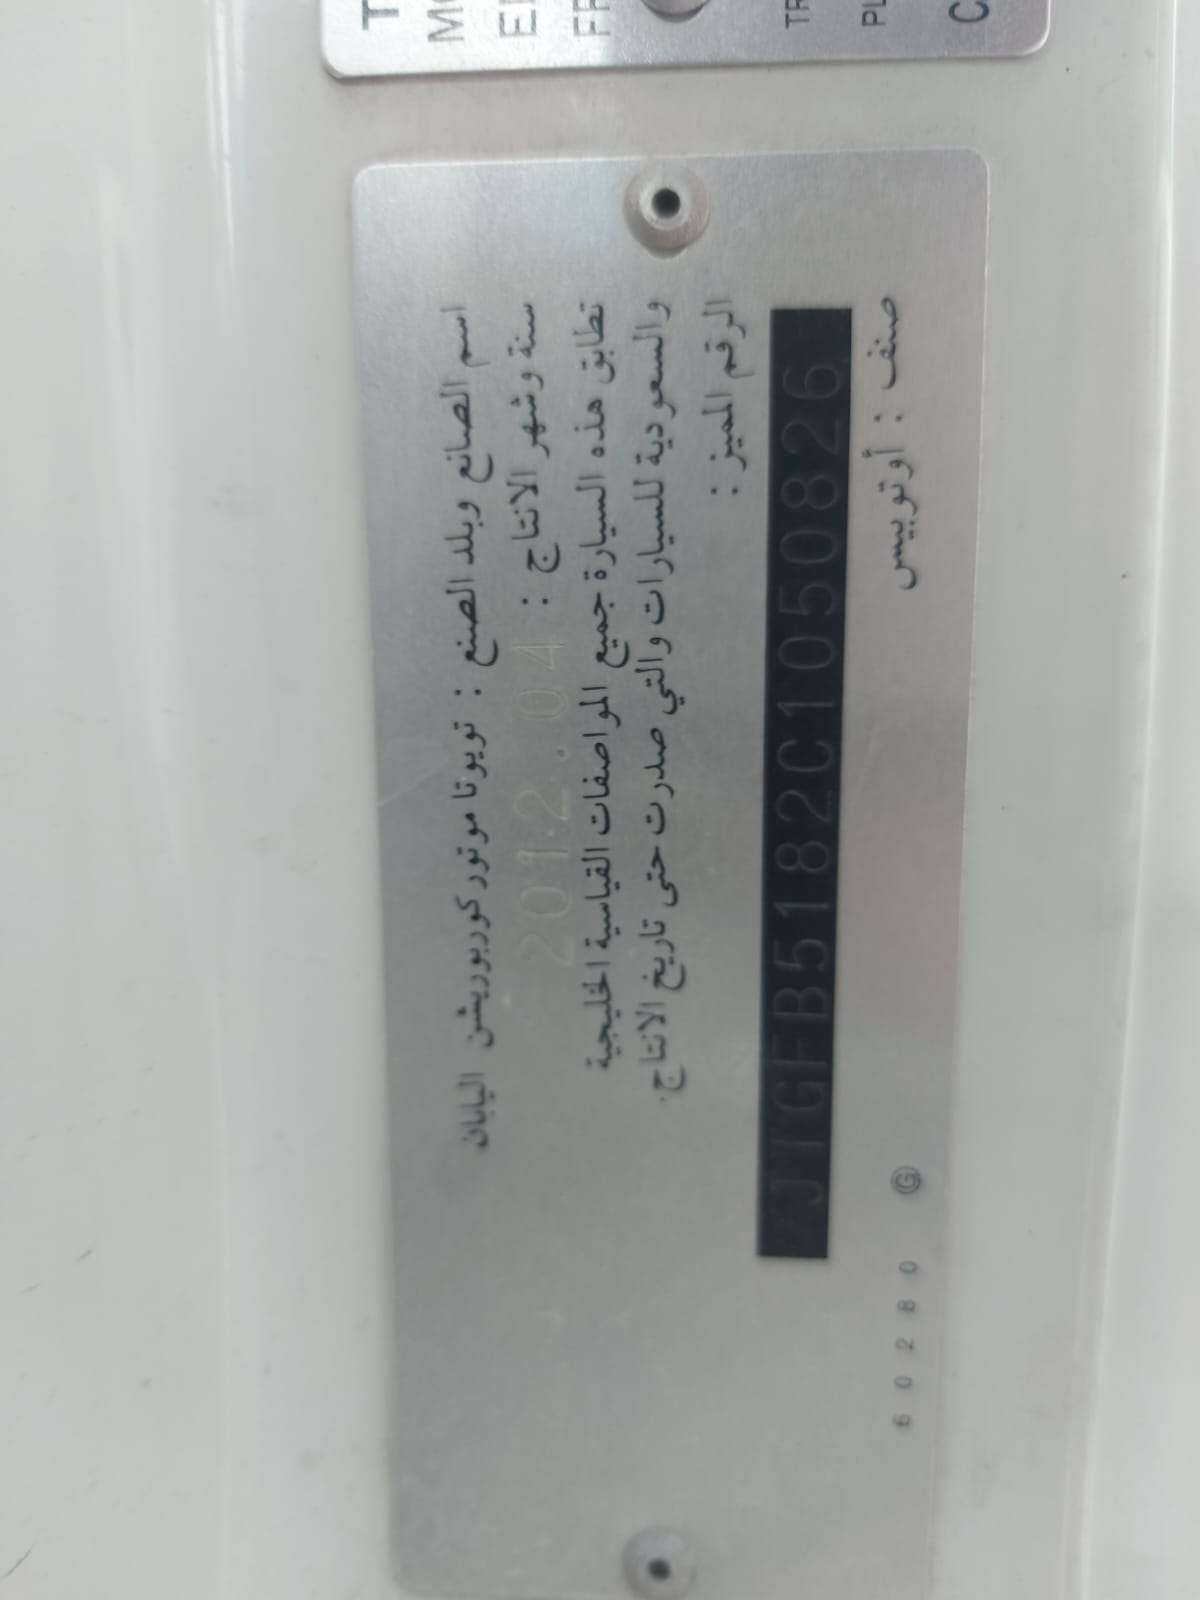 اسم الصانع وبلد الصنع : تويوتا موتور كوربوريشن اليابان
سنة وشهر الانتاج : 2012.04
تطابق هذه السيارة جميع المواصفات القياسية الخليجية
والسعودية للسيارات والتي صدرت حتى تاريخ الانتاج.
الرقم المميز :
JTGFB5182C1050826
صنف : أوتوبيس
60280 Ⓖ